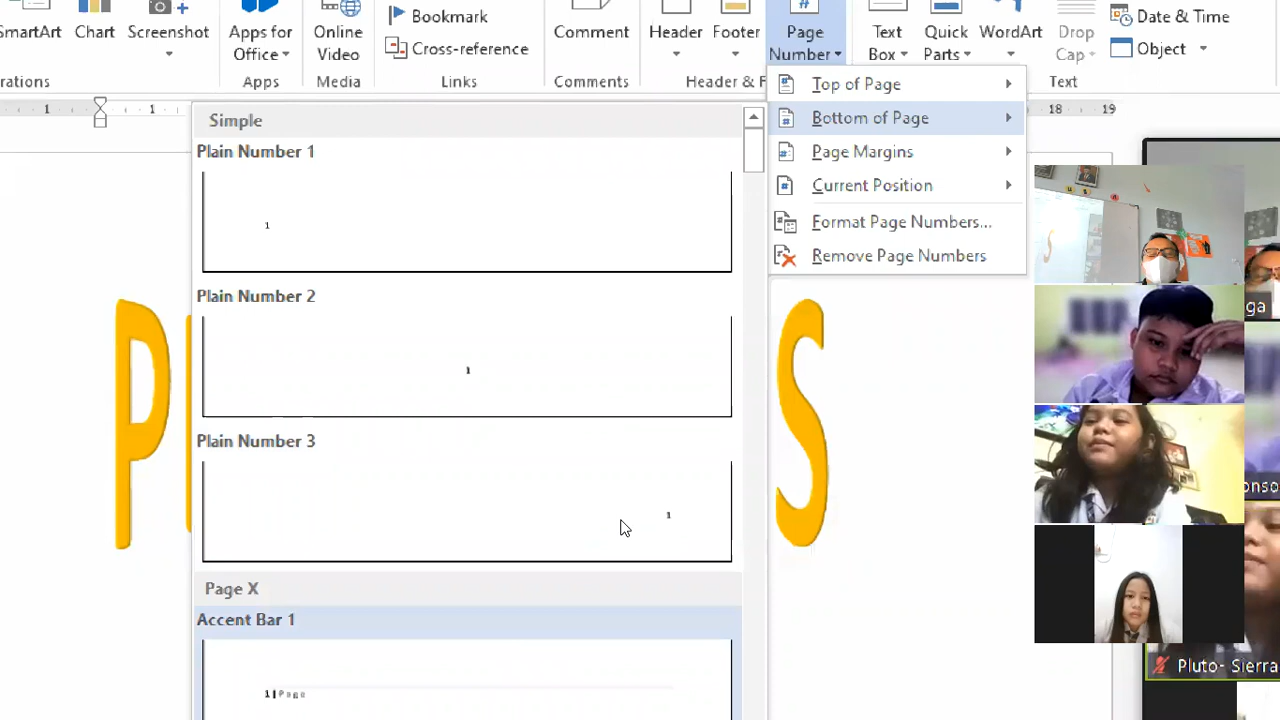 SmartArt Chart Screenshot Apps for Office Online Video Bookmark Cross-reference Comment Header Footer Page Number Text Box Quick Parts WordArt Drop Cap Date & Time Object
Apps Media Links Comments Header & F Text
1 1 18 19
Top of Page
Bottom of Page
Page Margins
Current Position
Format Page Numbers...
Remove Page Numbers
Simple
Plain Number 1
1
Plain Number 2
1
Plain Number 3
1
Page X
Accent Bar 1
1|Page
P S
Pluto- Sierra